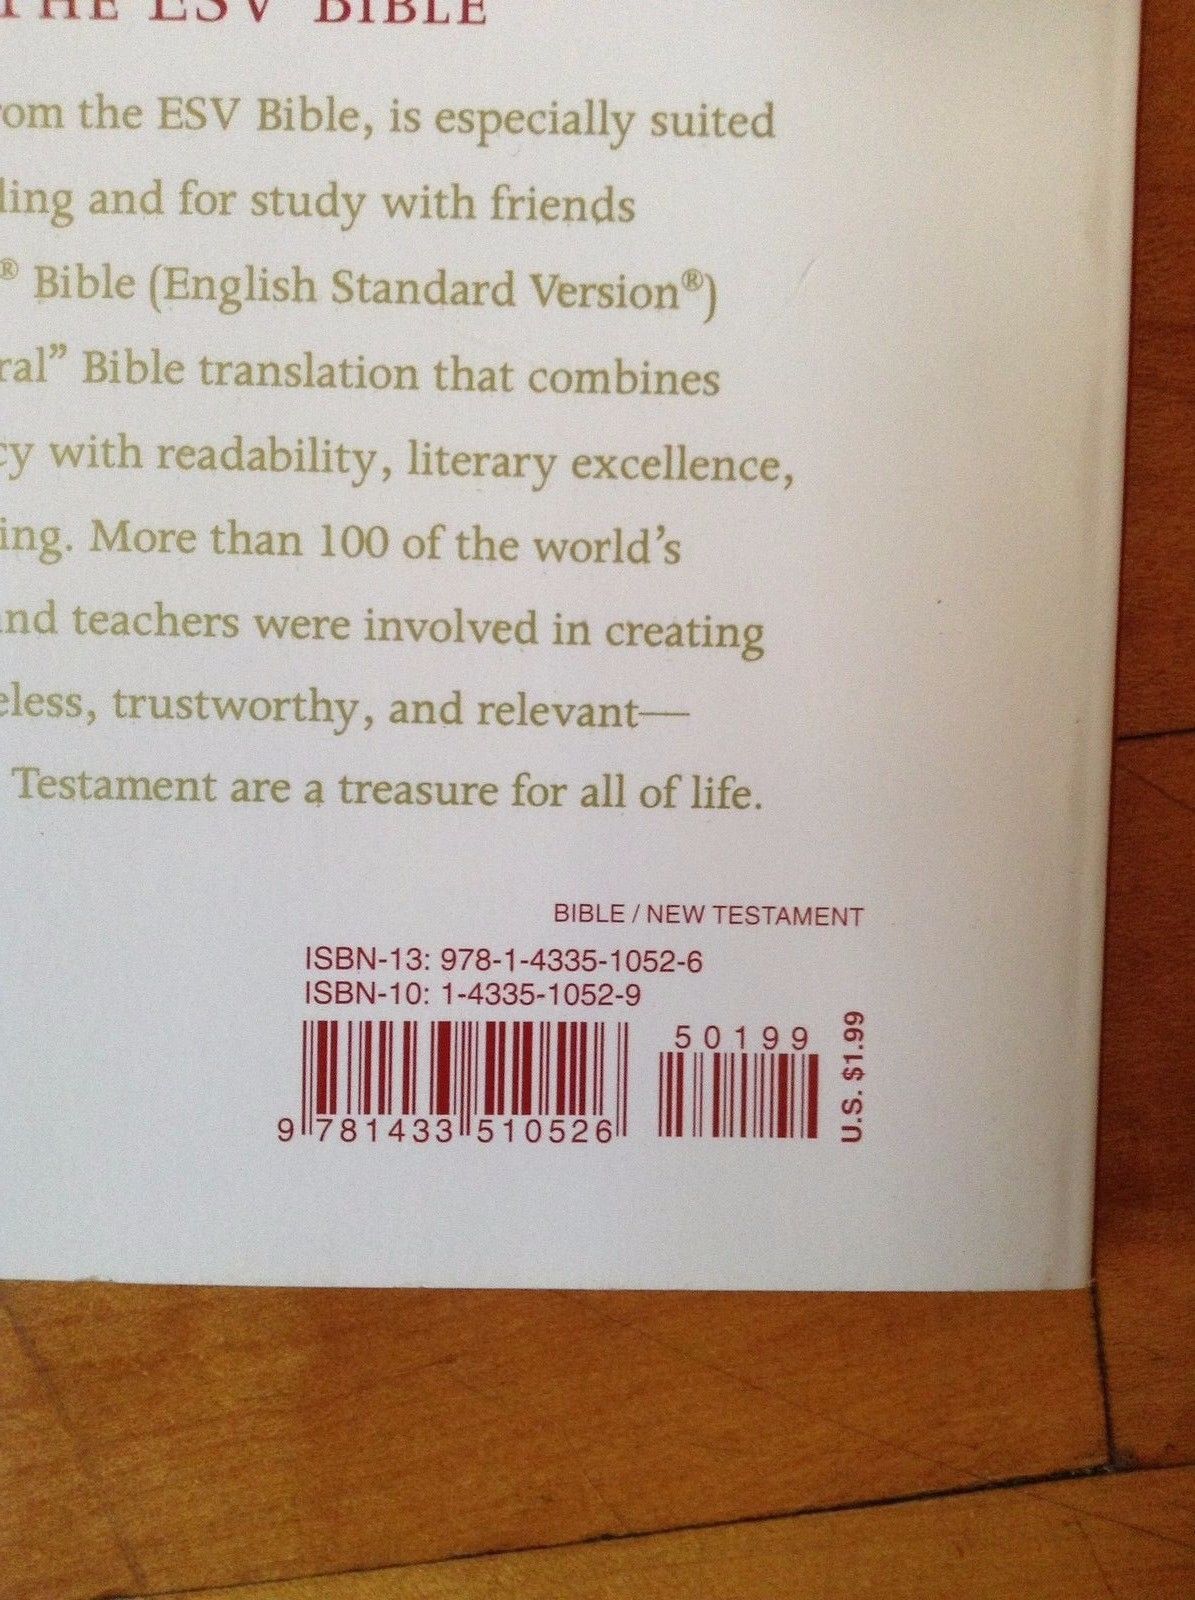 THE ESV BIBLE
om the ESV Bible, is especially suited
ling and for study with friends
® Bible (English Standard Version®)
ral” Bible translation that combines
cy with readability, literary excellence,
ing. More than 100 of the world’s
nd teachers were involved in creating
eless, trustworthy, and relevant—
Testament are a treasure for all of life.
BIBLE / NEW TESTAMENT
ISBN-13: 978-1-4335-1052-6
ISBN-10: 1-4335-1052-9
50199
9 781433 510526
U.S. $1.99